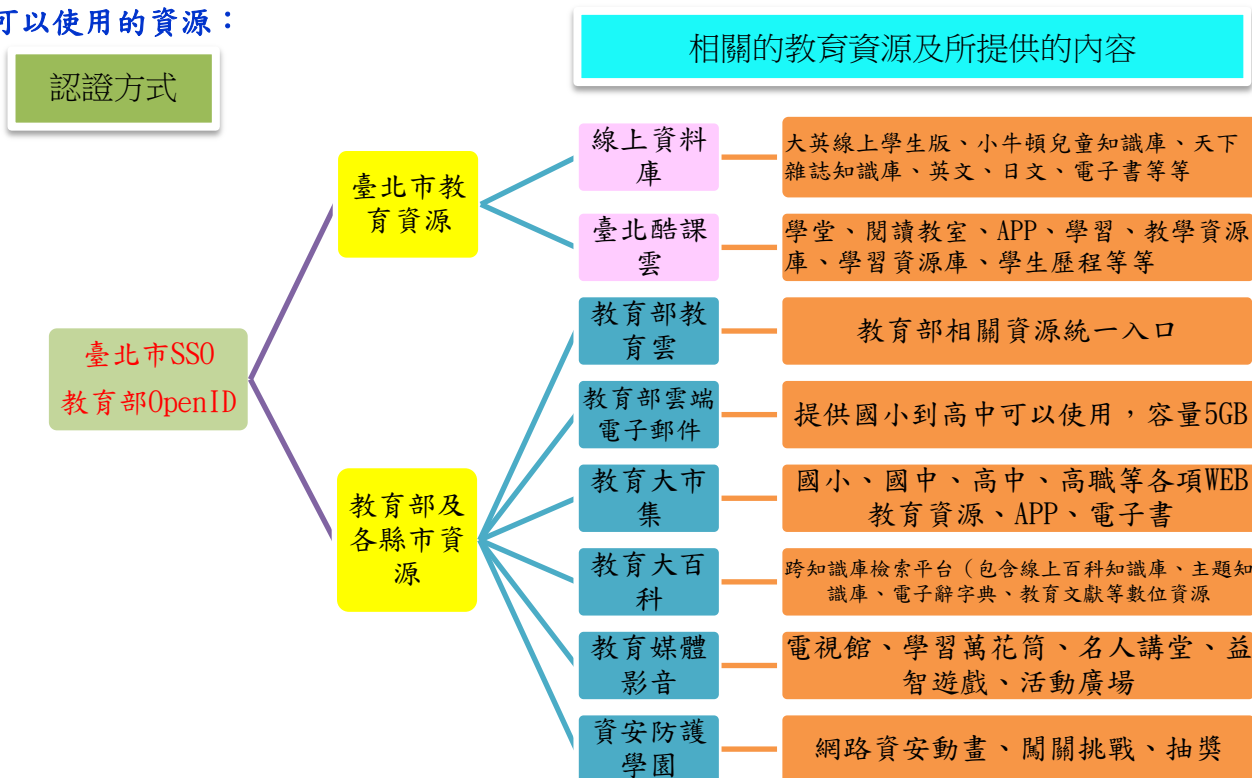 可以使用的資源：
認證方式
相關的教育資源及所提供的內容
臺北市SSO
教育部OpenID
臺北市教
育資源
線上資料
庫
大英線上學生版、小牛頓兒童知識庫、天下
雜誌知識庫、英文、日文、電子書等等
臺北酷課
雲
學堂、閱讀教室、APP、學習、教學資源
庫、學習資源庫、學生歷程等等
教育部及
各縣市資
源
教育部教
育雲
教育部相關資源統一入口
教育部雲端
電子郵件
提供國小到高中可以使用，容量5GB
教育大市
集
國小、國中、高中、高職等各項WEB
教育資源、APP、電子書
教育大百
科
跨知識庫檢索平台（包含線上百科知識庫、主題知
識庫、電子辭字典、教育文獻等數位資源
教育媒體
影音
電視館、學習萬花筒、名人講堂、益
智遊戲、活動廣場
資安防護
學園
網路資安動畫、闖關挑戰、抽獎